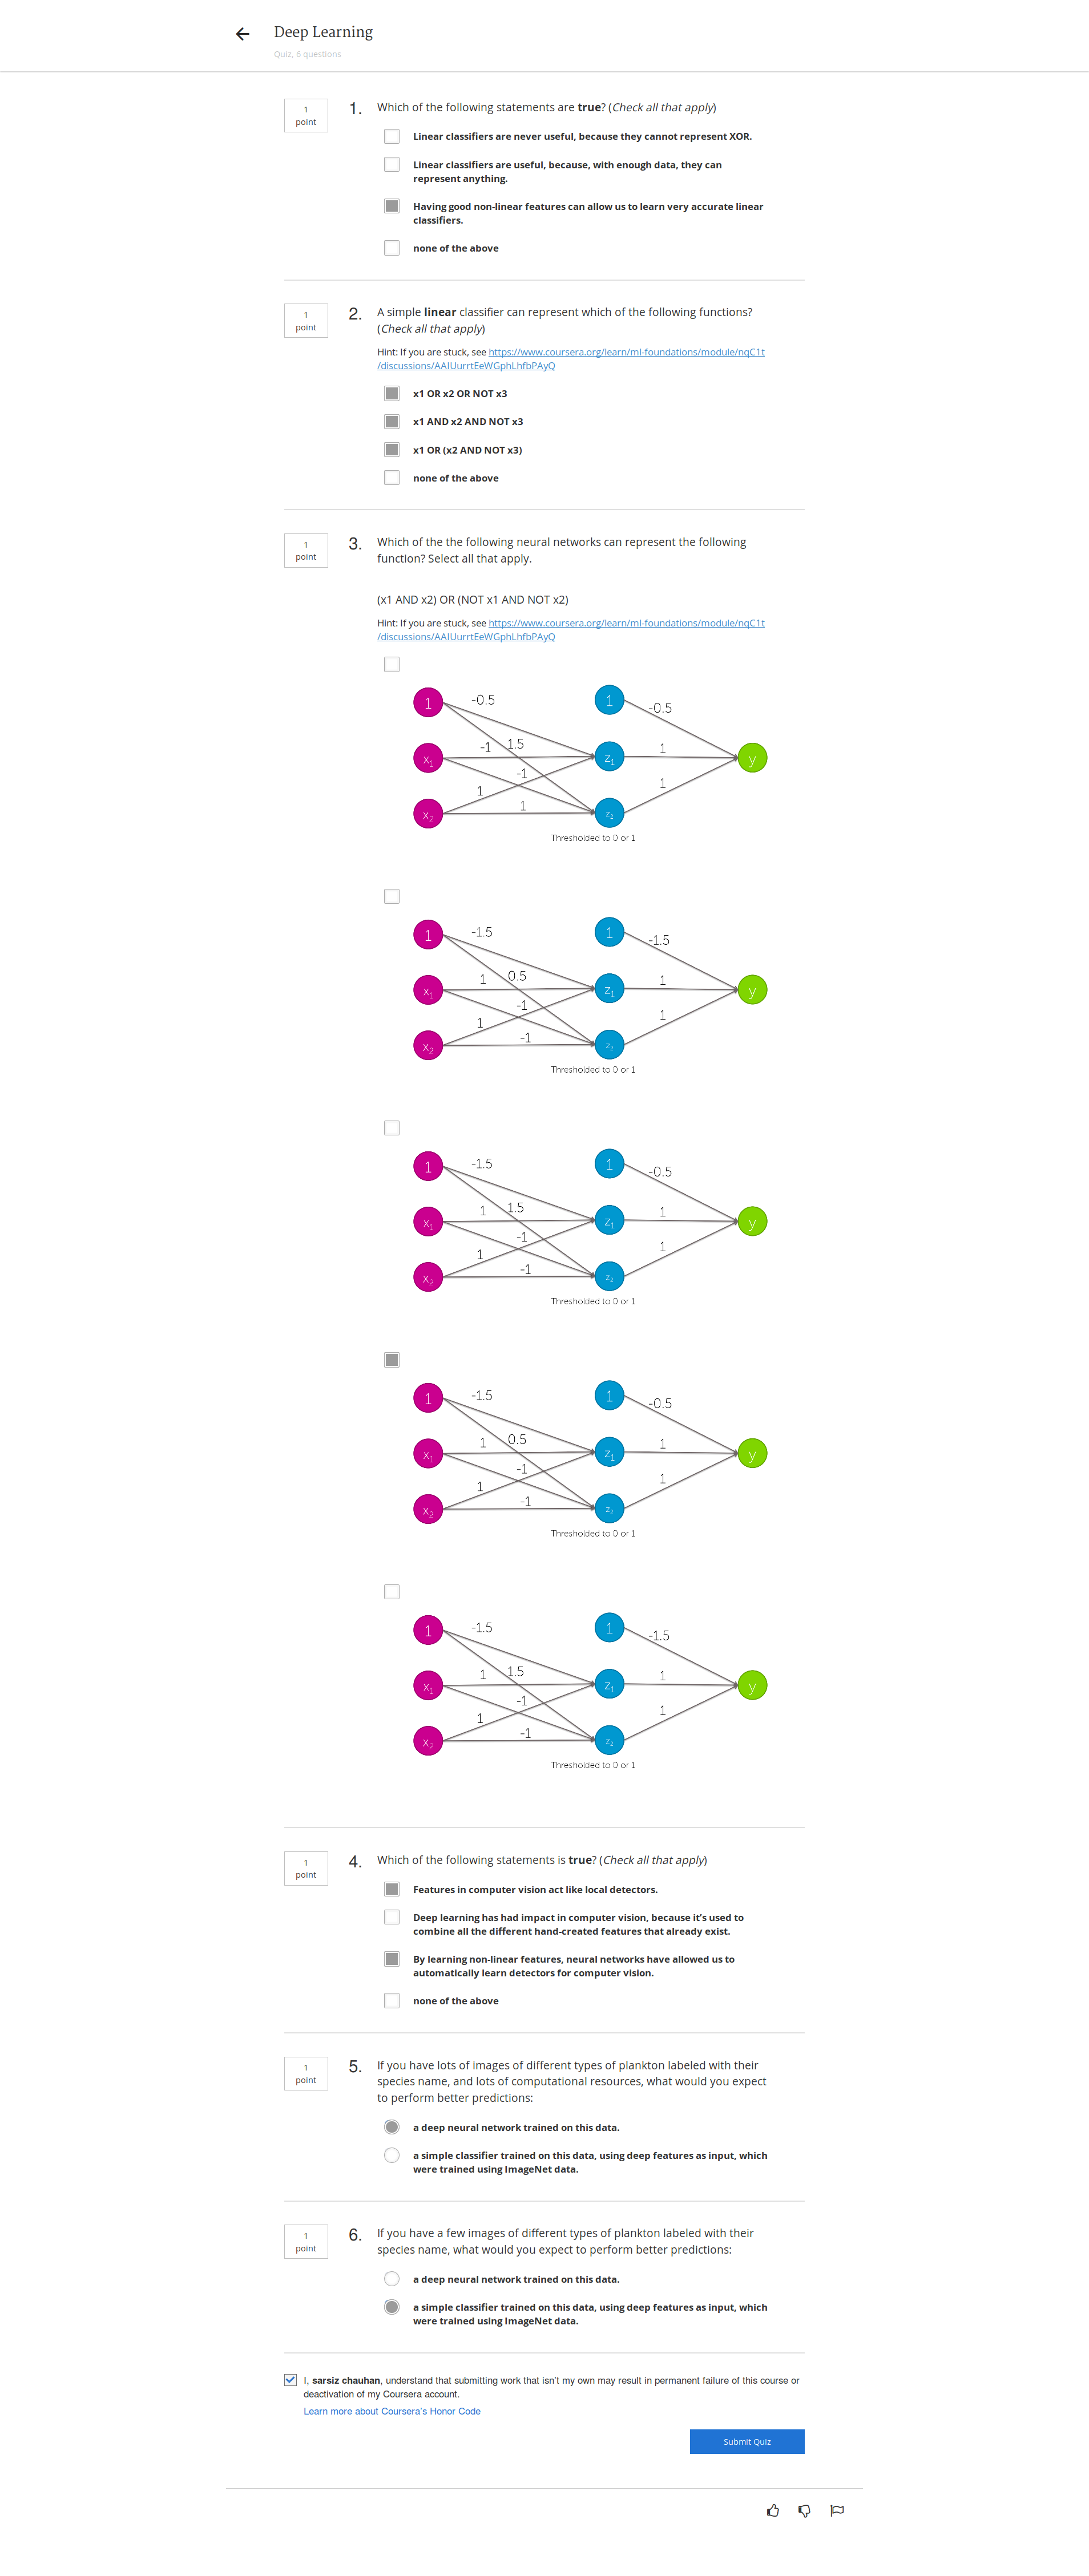 Deep Learning
Quiz, 6 questions
1
point
1. Which of the following statements are true? (Check all that apply)
Linear classifiers are never useful, because they cannot represent XOR.
Linear classifiers are useful, because, with enough data, they can
represent anything.
Having good non-linear features can allow us to learn very accurate linear
classifiers.
none of the above
1
point
2. A simple linear classifier can represent which of the following functions?
(Check all that apply)
Hint: If you are stuck, see https://www.coursera.org/learn/ml-foundations/module/nqC1t
/discussions/AAIUurrtEeWGphLhfbPAyQ
x1 OR x2 OR NOT x3
x1 AND x2 AND NOT x3
x1 OR (x2 AND NOT x3)
none of the above
1
point
3. Which of the the following neural networks can represent the following
function? Select all that apply.
(x1 AND x2) OR (NOT x1 AND NOT x2)
Hint: If you are stuck, see https://www.coursera.org/learn/ml-foundations/module/nqC1t
/discussions/AAIUurrtEeWGphLhfbPAyQ
1 -0.5 1 -0.5
x1 -1 1.5 z1 1 y
-1
x2 1 1 z2 1
Thresholded to 0 or 1
1 -1.5 1 -1.5
x1 1 0.5 z1 1 y
-1
x2 1 -1 z2 1
Thresholded to 0 or 1
1 -1.5 1 -0.5
x1 1 1.5 z1 1 y
-1
x2 1 -1 z2 1
Thresholded to 0 or 1
1 -1.5 1 -0.5
x1 1 0.5 z1 1 y
-1
x2 1 -1 z2 1
Thresholded to 0 or 1
1 -1.5 1 -1.5
x1 1 1.5 z1 1 y
-1
x2 1 -1 z2 1
Thresholded to 0 or 1
1
point
4. Which of the following statements is true? (Check all that apply)
Features in computer vision act like local detectors.
Deep learning has had impact in computer vision, because it's used to
combine all the different hand-created features that already exist.
By learning non-linear features, neural networks have allowed us to
automatically learn detectors for computer vision.
none of the above
1
point
5. If you have lots of images of different types of plankton labeled with their
species name, and lots of computational resources, what would you expect
to perform better predictions:
a deep neural network trained on this data.
a simple classifier trained on this data, using deep features as input, which
were trained using ImageNet data.
1
point
6. If you have a few images of different types of plankton labeled with their
species name, what would you expect to perform better predictions:
a deep neural network trained on this data.
a simple classifier trained on this data, using deep features as input, which
were trained using ImageNet data.
I, sarsiz chauhan, understand that submitting work that isn't my own may result in permanent failure of this course or
deactivation of my Coursera account.
Learn more about Coursera's Honor Code
Submit Quiz